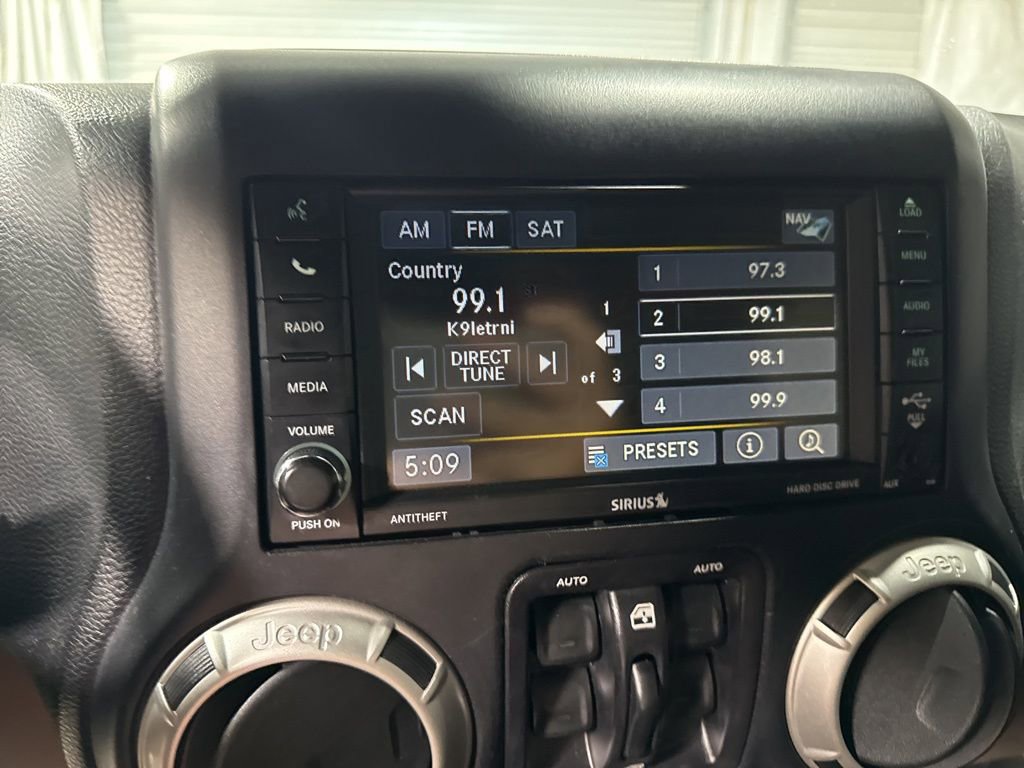 AM FM SAT
NAV
LOAD
MENU
Country
99.1
ST
K9letrni
1
of 3
1 97.3
2 99.1
3 98.1
4 99.9
RADIO
MEDIA
DIRECT
TUNE
SCAN
AUDIO
MY
FILES
VOLUME
PUSH ON
5:09
PRESETS
i
PULL
ANTITHEFT
SIRIUS
HARD DISC DRIVE
AUX
AUTO
AUTO
Jeep
Jeep